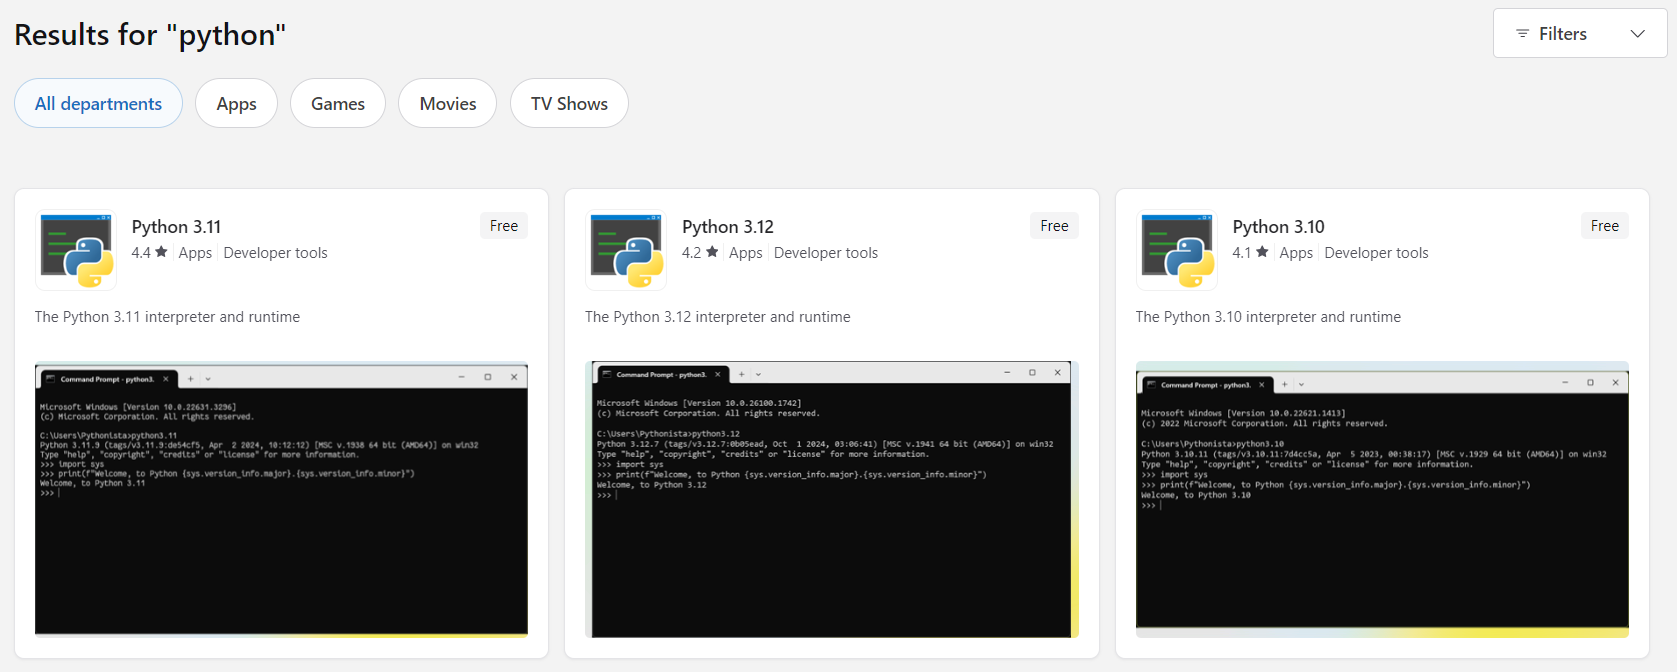 Results for "python"
Filters
All departments
Apps
Games
Movies
TV Shows
Python 3.11
Free
4.4 ★ Apps Developer tools
The Python 3.11 interpreter and runtime
Command Prompt - python3.
Microsoft Windows [Version 10.0.22631.3296]
(c) Microsoft Corporation. All rights reserved.
C:\Users\Pythonista>python3.11
Python 3.11.9 (tags/v3.11.9:de54cf5, Apr  2 2024, 10:12:12) [MSC v.1938 64 bit (AMD64)] on win32
Type "help", "copyright", "credits" or "license" for more information.
>>> import sys
>>> print(f"Welcome, to Python {sys.version_info.major}.{sys.version_info.minor}")
Welcome, to Python 3.11
>>>
Python 3.12
Free
4.2 ★ Apps Developer tools
The Python 3.12 interpreter and runtime
Command Prompt - python3.
Microsoft Windows [Version 10.0.26100.1742]
(c) Microsoft Corporation. All rights reserved.
C:\Users\Pythonista>python3.12
Python 3.12.7 (tags/v3.12.7:0b05ead, Oct  1 2024, 03:06:41) [MSC v.1941 64 bit (AMD64)] on win32
Type "help", "copyright", "credits" or "license" for more information.
>>> import sys
>>> print(f"Welcome, to Python {sys.version_info.major}.{sys.version_info.minor}")
Welcome, to Python 3.12
>>>
Python 3.10
Free
4.1 ★ Apps Developer tools
The Python 3.10 interpreter and runtime
Command Prompt - python3.
Microsoft Windows [Version 10.0.22621.1413]
(c) 2022 Microsoft Corporation. All rights reserved.
C:\Users\Pythonista>python3.10
Python 3.10.11 (tags/v3.10.11:7d4cc5a, Apr  5 2023, 00:38:17) [MSC v.1929 64 bit (AMD64)] on win32
Type "help", "copyright", "credits" or "license" for more information.
>>> import sys
>>> print(f"Welcome, to Python {sys.version_info.major}.{sys.version_info.minor}")
Welcome, to Python 3.10
>>>